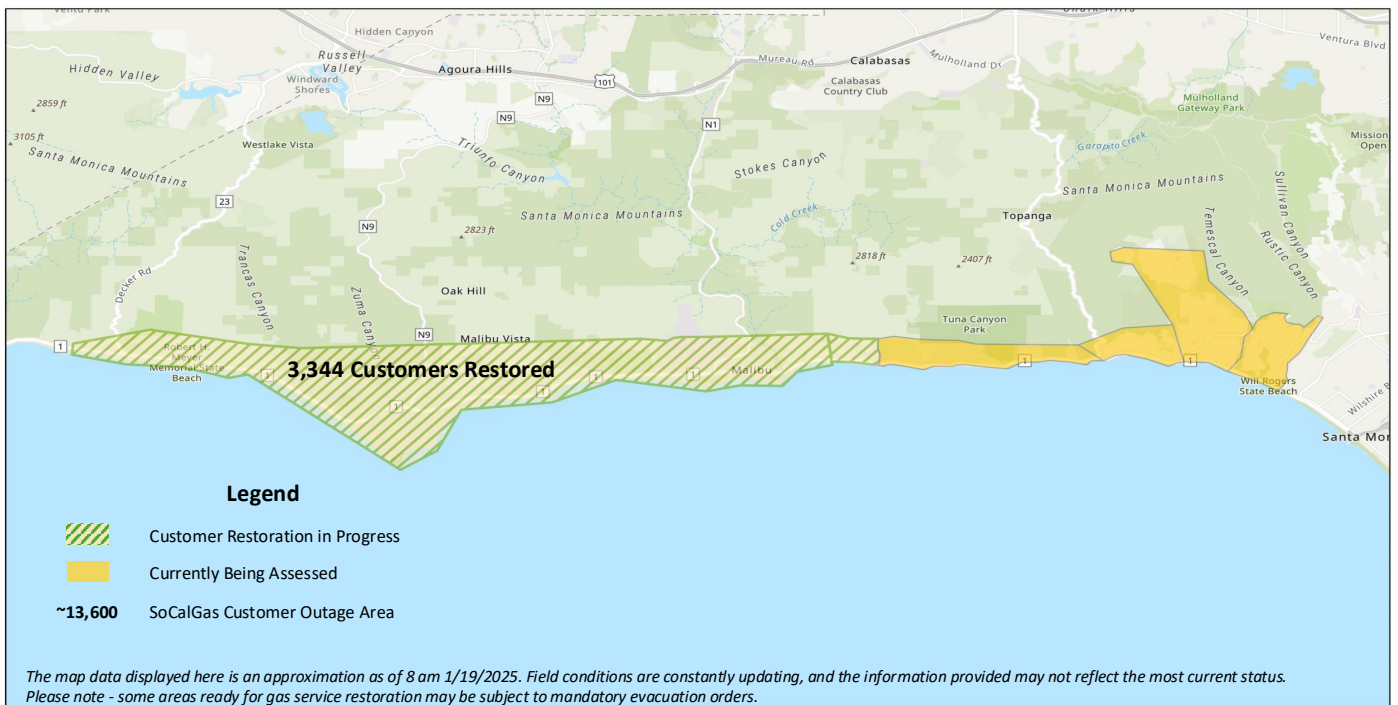 Hidden Canyon
Ventura Blvd
Russell
Valley
Hidden Valley
Windward
Shores
Agoura Hills
101
Mureau Rd
Calabasas
Mulholland Dr
Calabasas
Country Club
2859 ft
N9
Mulholland
Gateway Park
3105 ft
N9
N1
Mission
Open
Westlake Vista
Triunfo Canyon
Garapito Creek
Santa Monica Mountains
Stokes Canyon
Santa Monica Mountains
Sullivan Canyon
23
Santa Monica Mountains
Cold Creek
Topanga
Temescal Canyon
Rustic Canyon
N9
2823 ft
2818 ft
2407 ft
Trancas Canyon
Decker Rd
Zuma Canyon
Oak Hill
Tuna Canyon
Park
N9
Malibu Vista
1
Robert H.
Meyer
Memorial State
Beach
3,344 Customers Restored
1
1
1
1
Malibu
1
1
1
1
Will Rogers
State Beach
Wilshire B
Santa Mon
Legend
Customer Restoration in Progress
Currently Being Assessed
~13,600 SoCalGas Customer Outage Area
The map data displayed here is an approximation as of 8 am 1/19/2025. Field conditions are constantly updating, and the information provided may not reflect the most current status.
Please note - some areas ready for gas service restoration may be subject to mandatory evacuation orders.